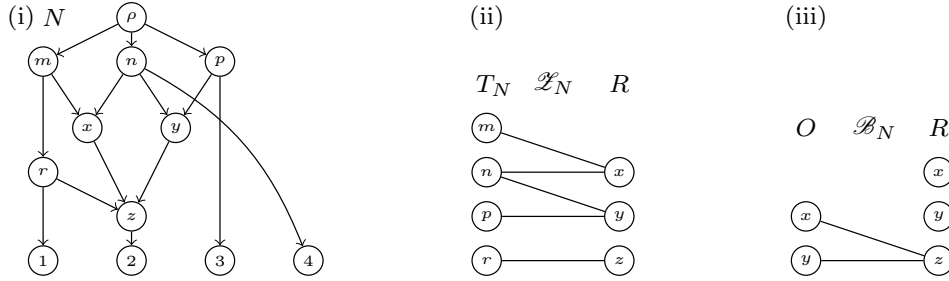 (i) N
ρ
m n p
x y
r
z
1 2 3 4
(ii)
T_N 𝒵_N R
m
n x
p y
r z
(iii)
O ℬ_N R
x
x y
y z